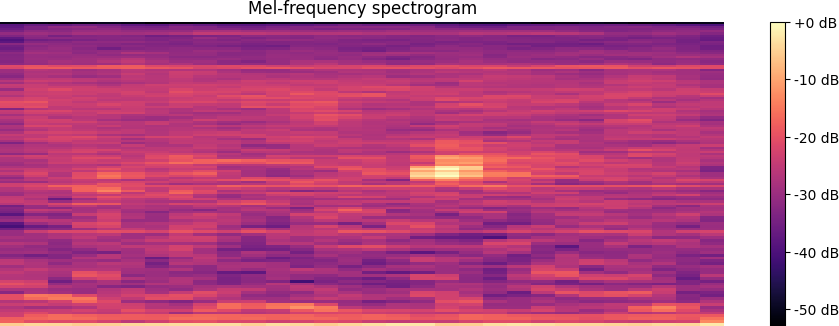 Mel-frequency spectrogram
+0 dB
-10 dB
-20 dB
-30 dB
-40 dB
-50 dB